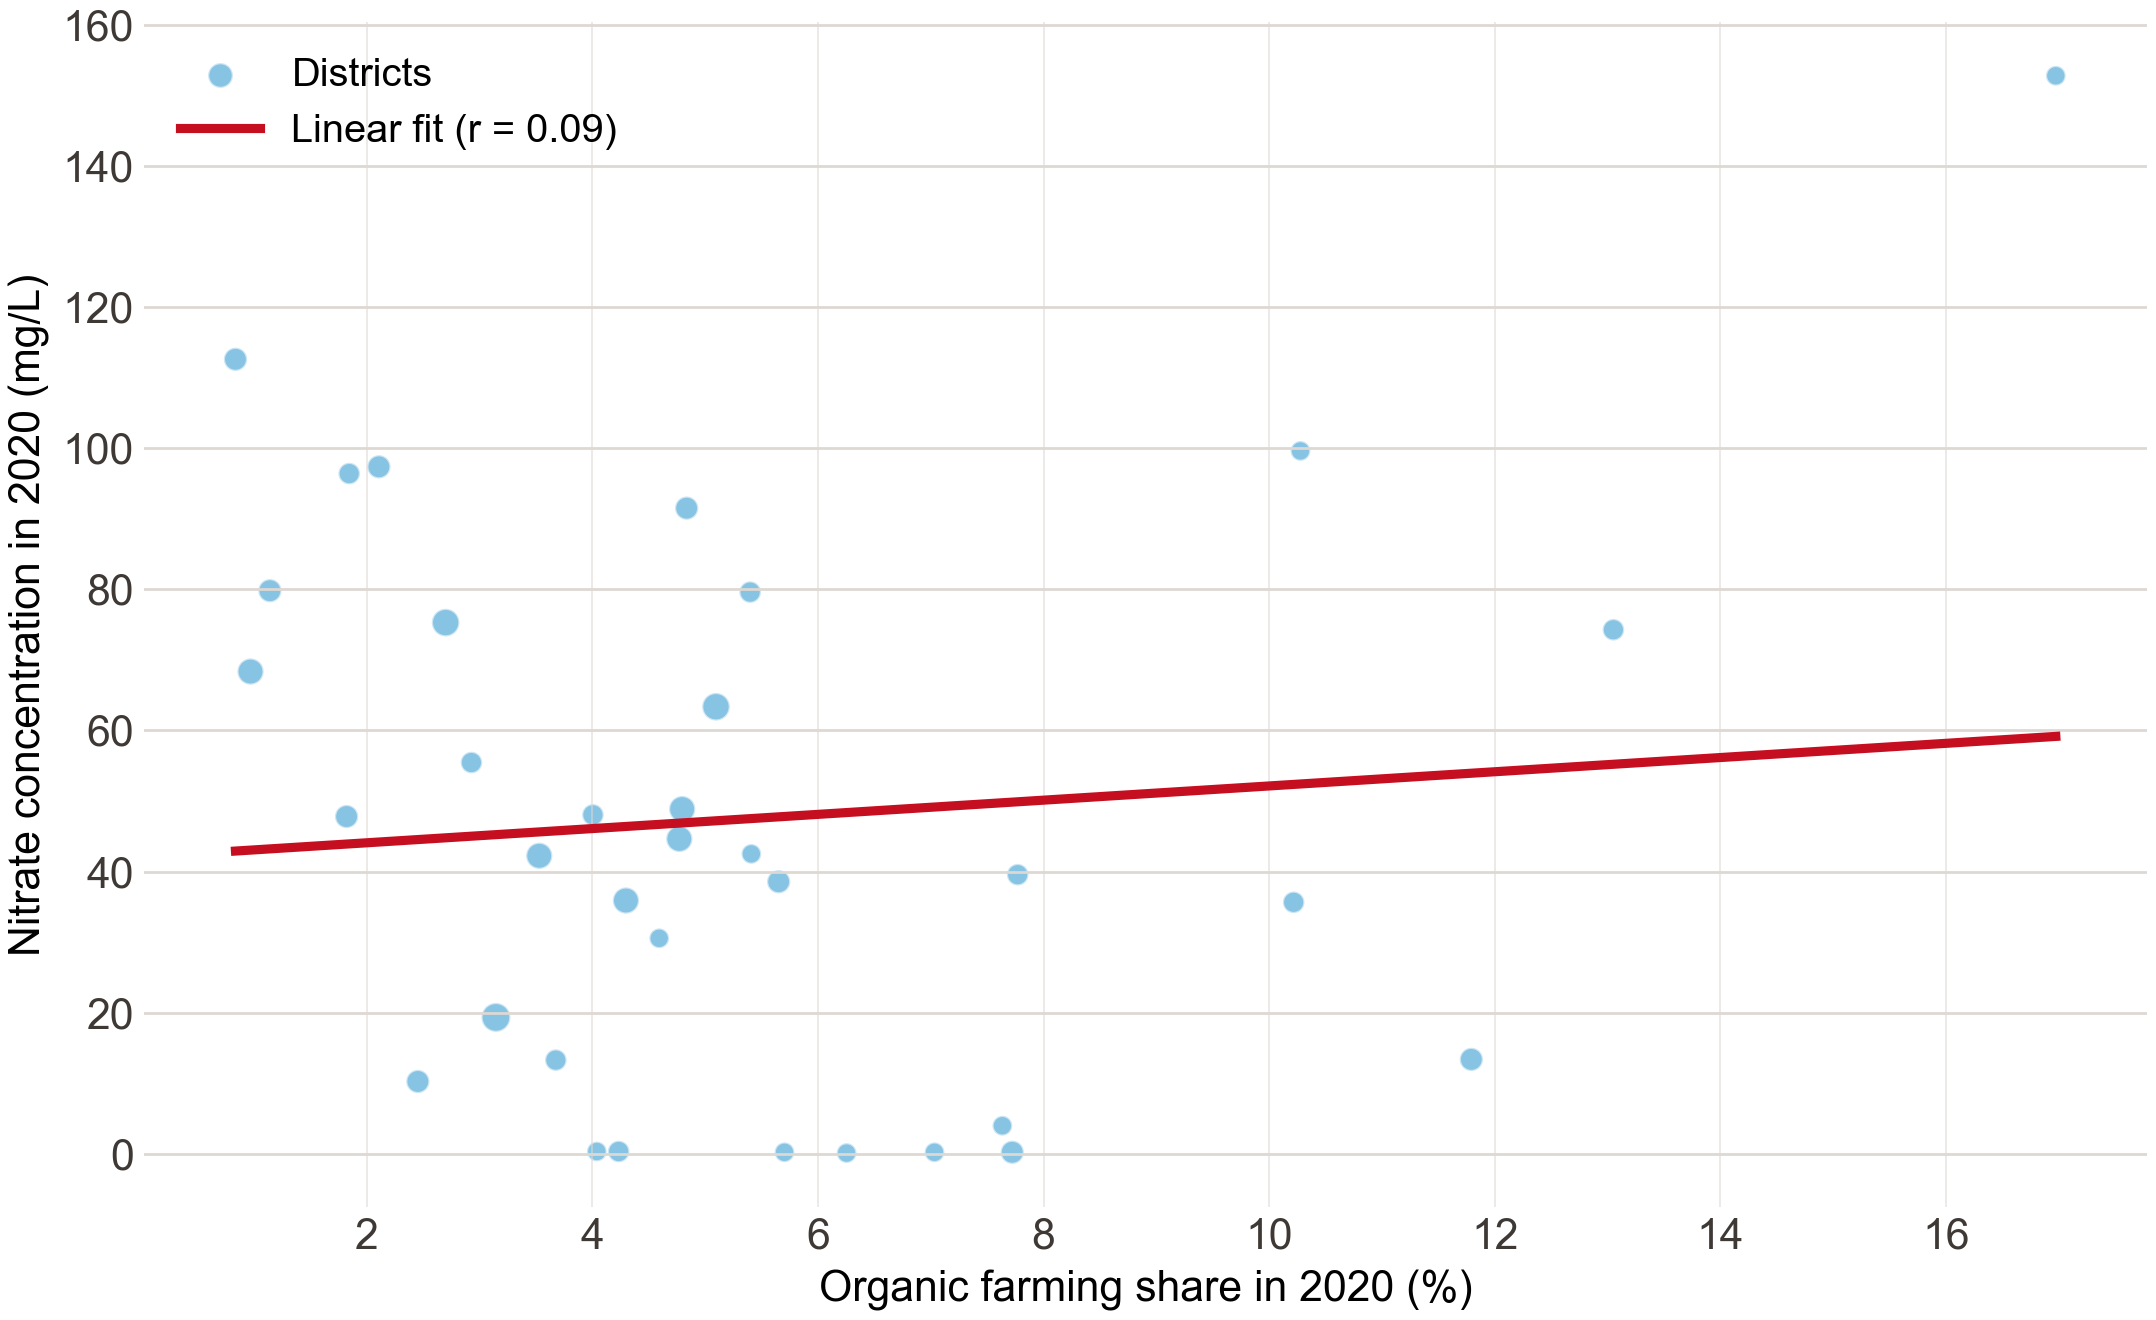 160
140
120
100
80
60
40
20
0
Nitrate concentration in 2020 (mg/L)
Districts
Linear fit (r = 0.09)
2 4 6 8 10 12 14 16
Organic farming share in 2020 (%)